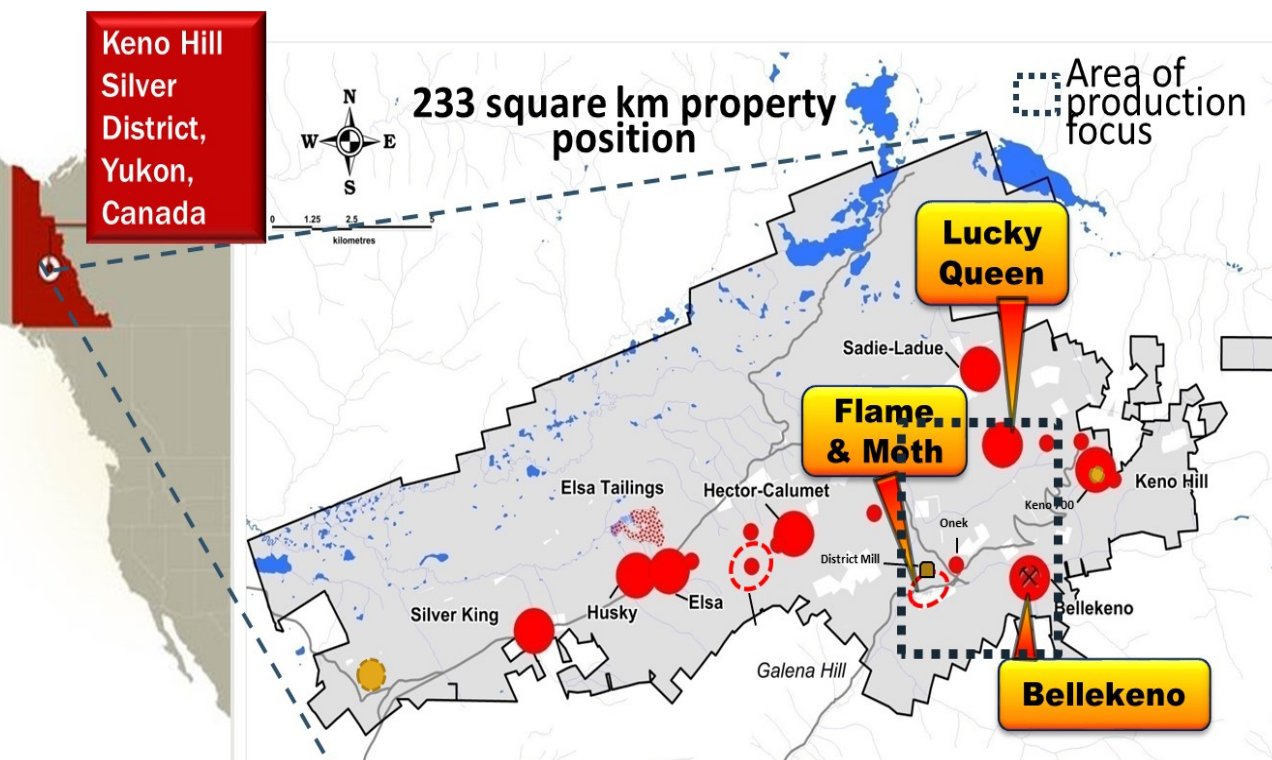 Keno Hill
Silver
District,
Yukon,
Canada
N
W E
S
0 1.25 2.5 5
kilometres
233 square km property
position
Area of
production
focus
Lucky
Queen
Sadie-Ladue
Flame
& Moth
Elsa Tailings
Hector-Calumet
Keno Hill
Keno 700
Onek
District Mill
Bellekeno
Husky
Elsa
Silver King
Galena Hill
Bellekeno